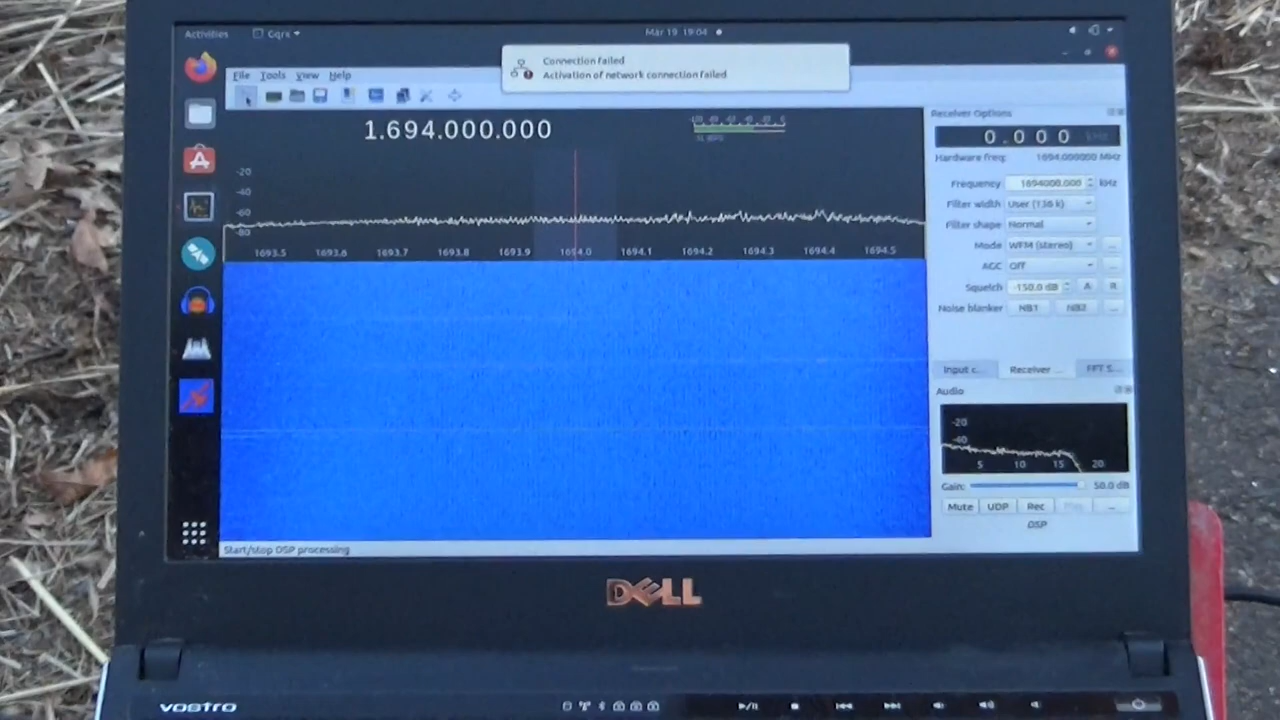 Activities
Gqrx
Mar 19 19:04
Connection failed
Activation of network connection failed
File Tools View Help
1.694.000.000
-20
-40
-60
-80
1693.5 1693.6 1693.7 1693.8 1693.9 1694.0 1694.1 1694.2 1694.3 1694.4 1694.5
Receiver Options
0.000 kHz
Hardware freq: 1694.000000 MHz
Frequency 1694000.000 kHz
Filter width User (136 k)
Filter shape Normal
Mode WFM (stereo) ...
AGC Off ...
Squelch -150.0 dB A R
Noise blanker NB1 NB2 ...
Input c... Receiver ... FFT S...
Audio
-20
-40
5 10 15 20
Gain: 50.0 dB
Mute UDP Rec Play ...
DSP
Start/stop DSP processing
DELL
VOSTRO